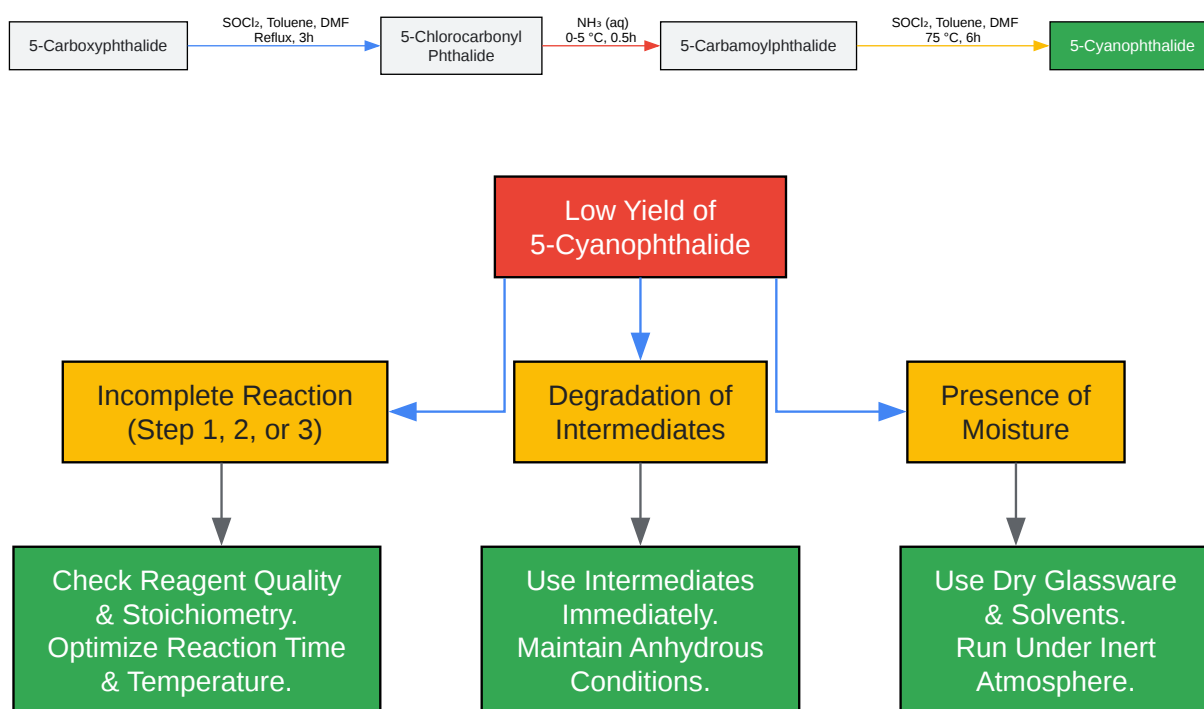 5-Carboxyphthalide
SOCl₂, Toluene, DMF
Reflux, 3h
5-Chlorocarbonyl
Phthalide
NH₃ (aq)
0-5 °C, 0.5h
5-Carbamoylphthalide
SOCl₂, Toluene, DMF
75 °C, 6h
5-Cyanophthalide
Low Yield of
5-Cyanophthalide
Incomplete Reaction
(Step 1, 2, or 3)
Degradation of
Intermediates
Presence of
Moisture
Check Reagent Quality
& Stoichiometry.
Optimize Reaction Time
& Temperature.
Use Intermediates
Immediately.
Maintain Anhydrous
Conditions.
Use Dry Glassware
& Solvents.
Run Under Inert
Atmosphere.